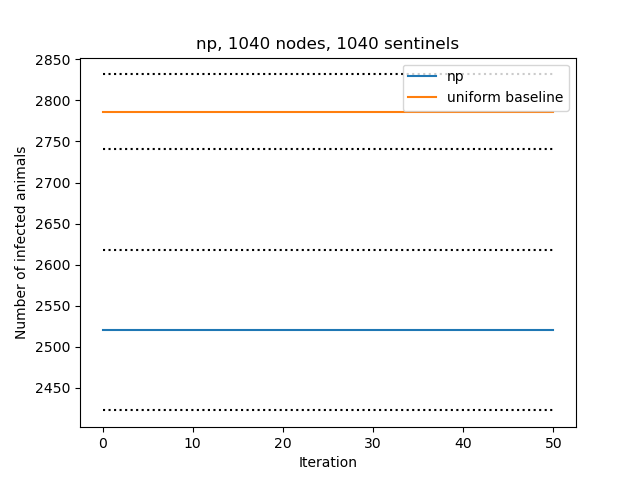 np, 1040 nodes, 1040 sentinels
Number of infected animals
2850
2800
2750
2700
2650
2600
2550
2500
2450
np
uniform baseline
0 10 20 30 40 50
Iteration